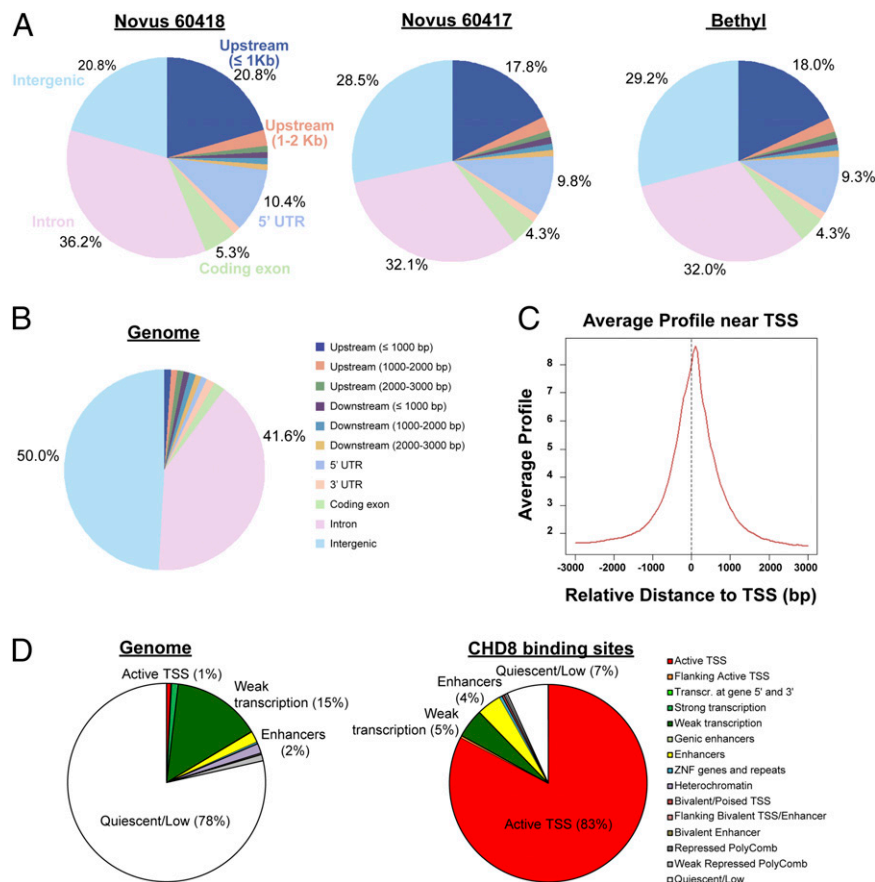 A
Novus 60418
Novus 60417
Bethyl
Upstream
(≤ 1Kb)
20.8%
20.8%
Intergenic
Upstream
(1-2 Kb)
10.4%
5' UTR
Intron
36.2%
5.3%
Coding exon
28.5%
17.8%
9.8%
4.3%
32.1%
29.2%
18.0%
9.3%
4.3%
32.0%
B
Genome
50.0%
41.6%
Upstream (≤ 1000 bp)
Upstream (1000-2000 bp)
Upstream (2000-3000 bp)
Downstream (≤ 1000 bp)
Downstream (1000-2000 bp)
Downstream (2000-3000 bp)
5' UTR
3' UTR
Coding exon
Intron
Intergenic
C
Average Profile near TSS
Average Profile
8
7
6
5
4
3
2
-3000 -2000 -1000 0 1000 2000 3000
Relative Distance to TSS (bp)
D
Genome
Active TSS (1%)
Weak
transcription (15%)
Enhancers
(2%)
Quiescent/Low (78%)
CHD8 binding sites
Quiescent/Low (7%)
Enhancers
(4%)
Weak
transcription
(5%)
Active TSS (83%)
Active TSS
Flanking Active TSS
Transcr. at gene 5' and 3'
Strong transcription
Weak transcription
Genic enhancers
Enhancers
ZNF genes and repeats
Heterochromatin
Bivalent/Poised TSS
Flanking Bivalent TSS/Enhancer
Bivalent Enhancer
Repressed PolyComb
Weak Repressed PolyComb
Quiescent/Low